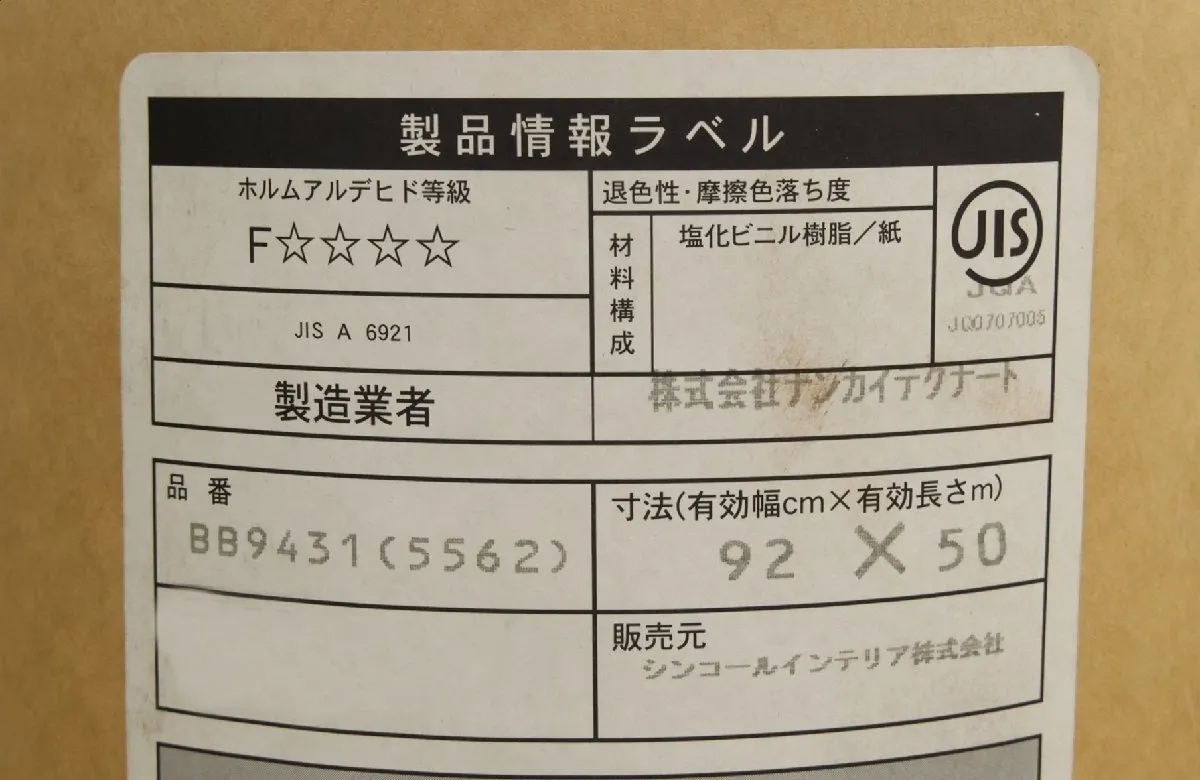 製品情報ラベル
ホルムアルデヒド等級
F☆☆☆☆
JIS A 6921
退色性・摩擦色落ち度
材料構成
塩化ビニル樹脂／紙
JIS
JQA
JQ0707005
製造業者
株式会社ナンカイテクナート
品番
BB9431(5562)
寸法(有効幅cm×有効長さm)
92 × 50
販売元
シンコールインテリア株式会社